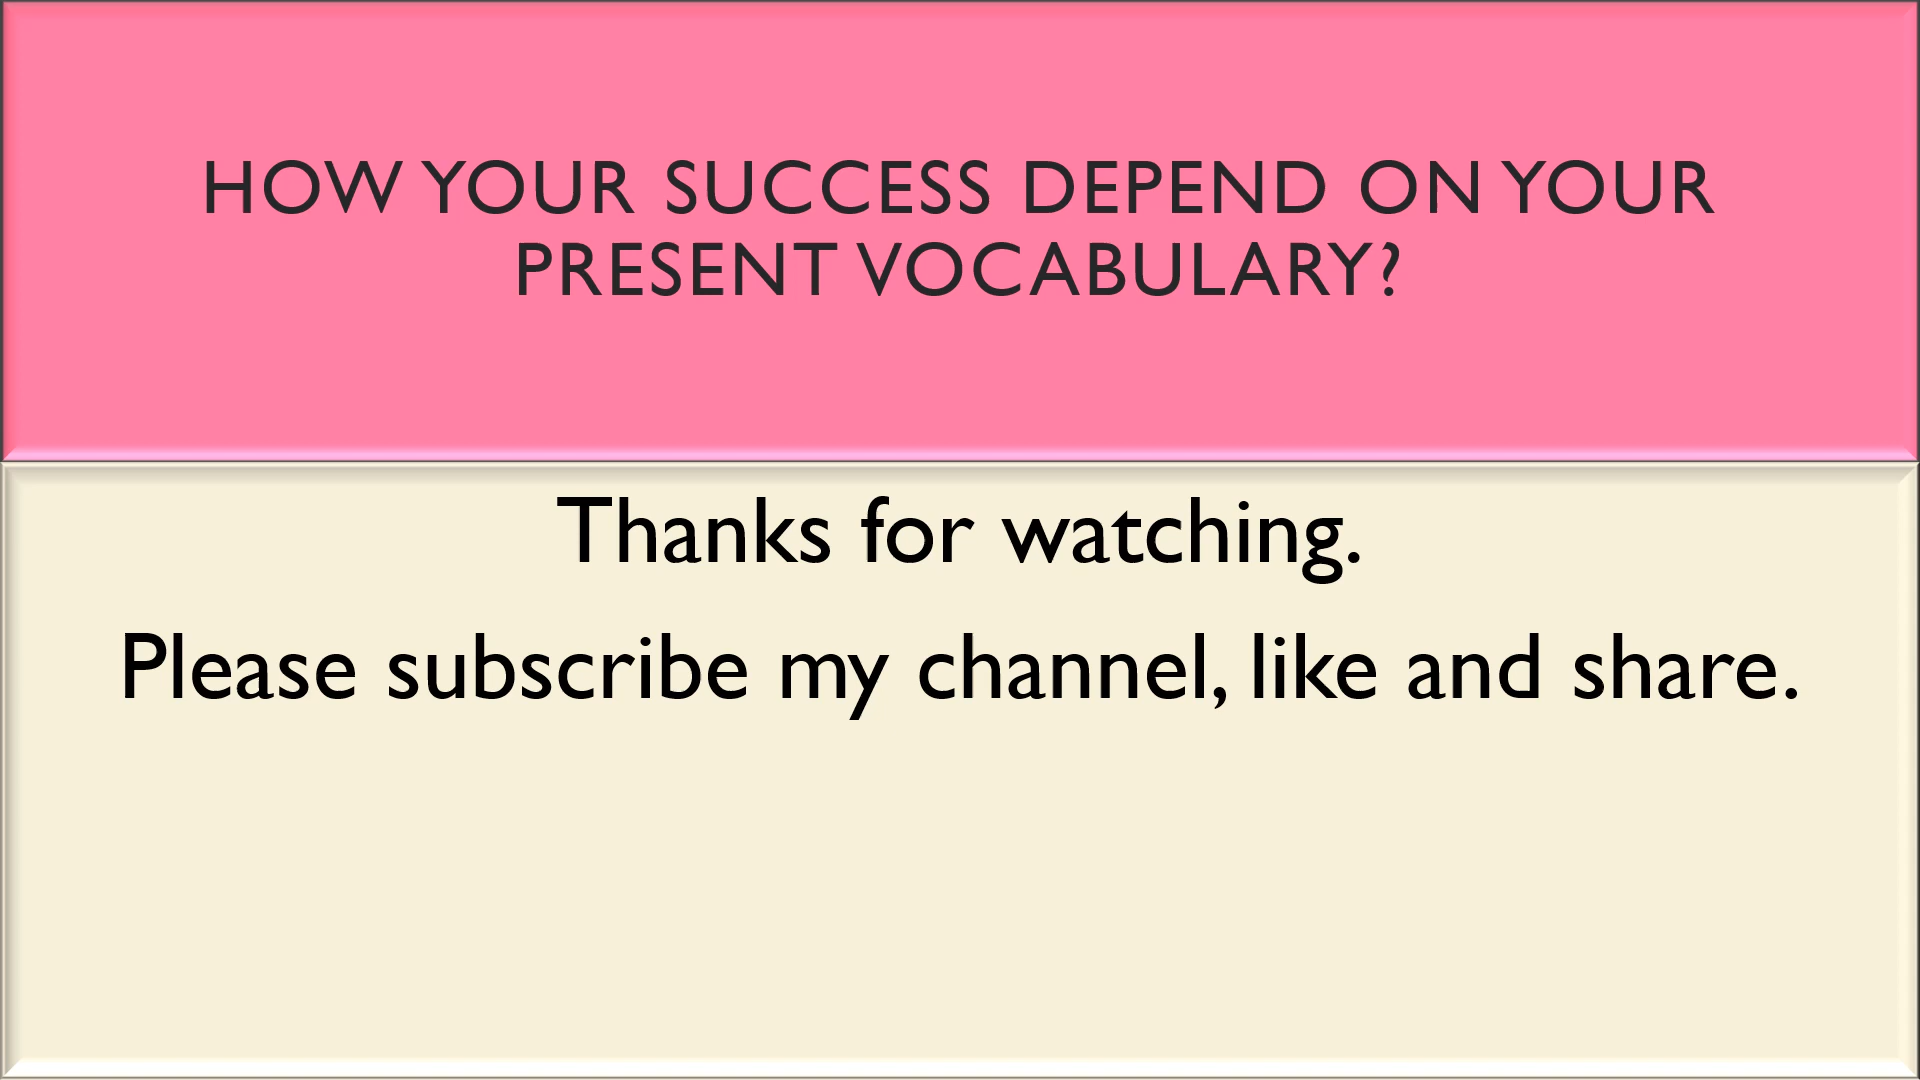 HOW YOUR SUCCESS DEPEND ON YOUR
PRESENT VOCABULARY?
Thanks for watching.
Please subscribe my channel, like and share.